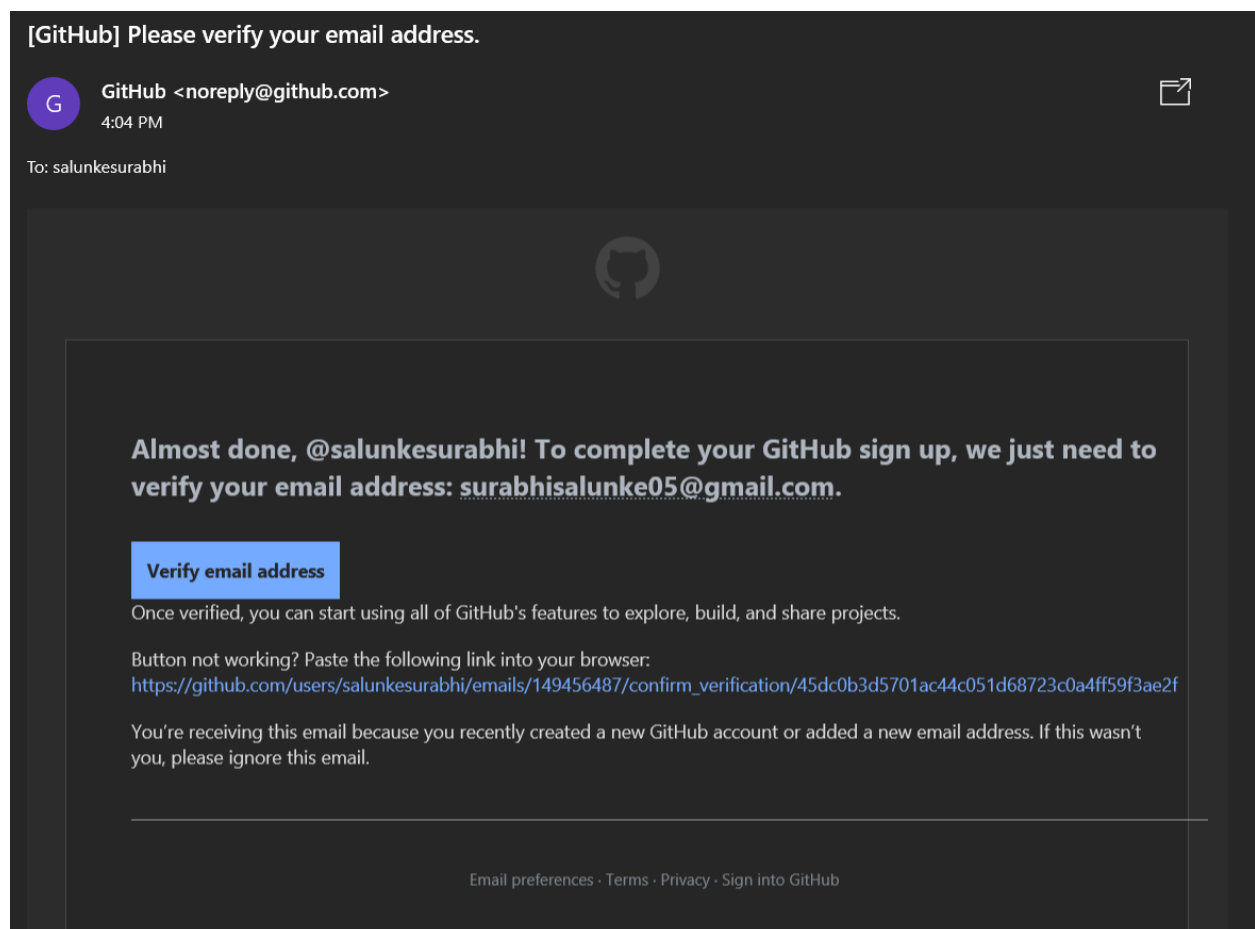 [GitHub] Please verify your email address.
G
GitHub <noreply@github.com>
4:04 PM
To: salunkesurabhi
Almost done, @salunkesurabhi! To complete your GitHub sign up, we just need to
verify your email address: surabhisalunke05@gmail.com.
Verify email address
Once verified, you can start using all of GitHub's features to explore, build, and share projects.
Button not working? Paste the following link into your browser:
https://github.com/users/salunkesurabhi/emails/149456487/confirm_verification/45dc0b3d5701ac44c051d68723c0a4ff59f3ae2f
You’re receiving this email because you recently created a new GitHub account or added a new email address. If this wasn’t
you, please ignore this email.
Email preferences · Terms · Privacy · Sign into GitHub